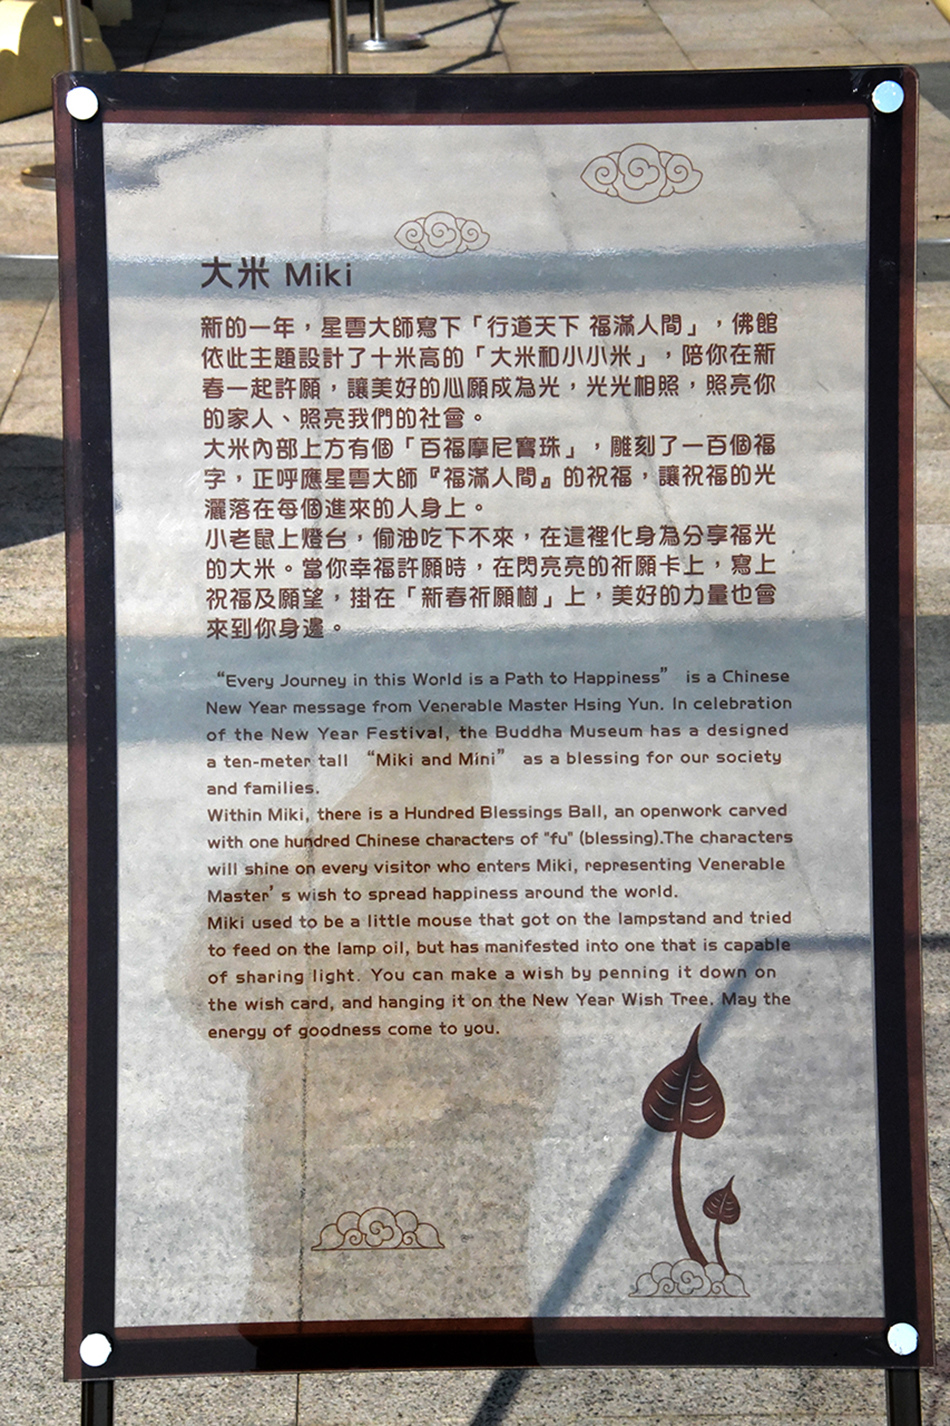 大米 Miki
新的一年，星雲大師寫下「行道天下 福滿人間」，佛館
依此主題設計了十米高的「大米和小小米」，陪你在新
春一起許願，讓美好的心願成為光，光光相照，照亮你
的家人、照亮我們的社會。
大米內部上方有個「百福摩尼寶珠」，雕刻了一百個福
字，正呼應星雲大師『福滿人間』的祝福，讓祝福的光
灑落在每個進來的人身上。
小老鼠上燈台，偷油吃下不來，在這裡化身為分享福光
的大米。當你幸福許願時，在閃亮亮的祈願卡上，寫上
祝福及願望，掛在「新春祈願樹」上，美好的力量也會
來到你身邊。
“Every Journey in this World is a Path to Happiness” is a Chinese
New Year message from Venerable Master Hsing Yun. In celebration
of the New Year Festival, the Buddha Museum has a designed
a ten-meter tall “Miki and Mini” as a blessing for our society
and families.
Within Miki, there is a Hundred Blessings Ball, an openwork carved
with one hundred Chinese characters of "fu" (blessing).The characters
will shine on every visitor who enters Miki, representing Venerable
Master’s wish to spread happiness around the world.
Miki used to be a little mouse that got on the lampstand and tried
to feed on the lamp oil, but has manifested into one that is capable
of sharing light. You can make a wish by penning it down on
the wish card, and hanging it on the New Year Wish Tree. May the
energy of goodness come to you.